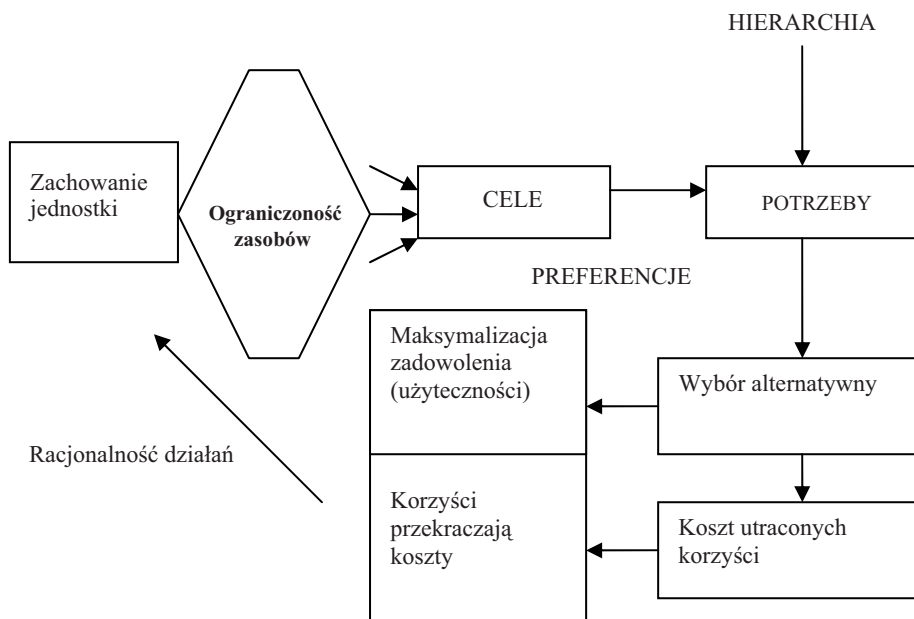 HIERARCHIA
Zachowanie
jednostki
Ograniczoność
zasobów
CELE
POTRZEBY
PREFERENCJE
Maksymalizacja
zadowolenia
(użyteczności)
Wybór alternatywny
Racjonalność działań
Korzyści
przekraczają
koszty
Koszt utraconych
korzyści